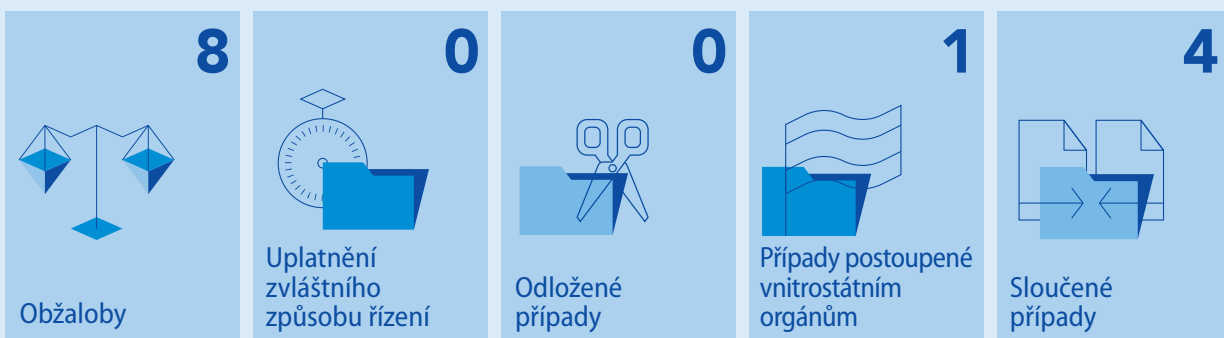 8
Obžaloby
0
Uplatnění
zvláštního
způsobu řízení
0
Odložené
případy
1
Případy postoupené
vnitrostátním
orgánům
4
Sloučené
případy